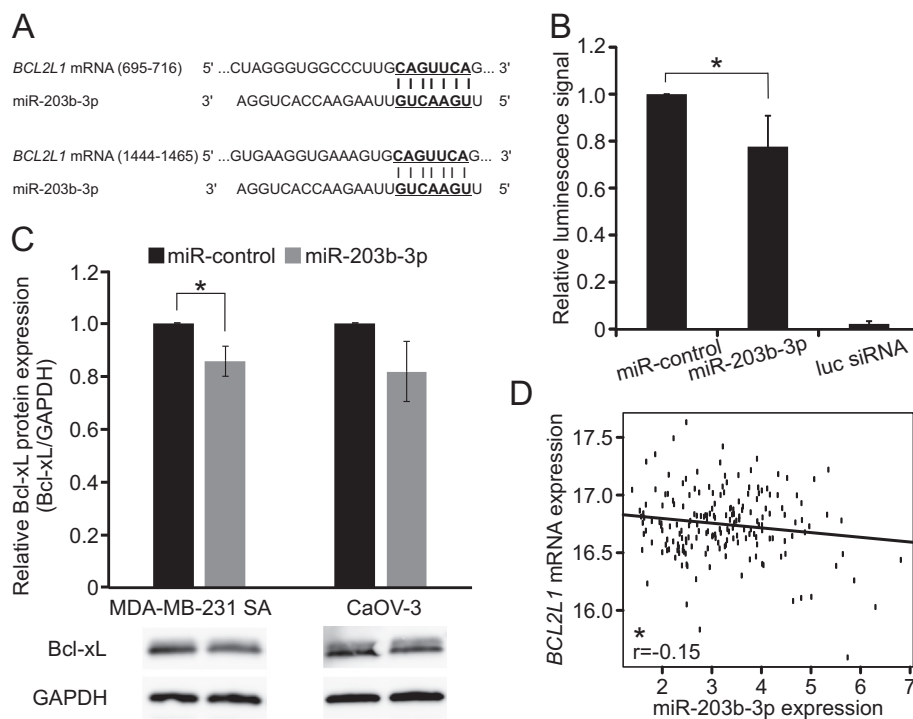 A
BCL2L1 mRNA (695-716) 5' ...CUAGGGUGGCCCUUGCAGUUCAG... 3'
miR-203b-3p 3' AGGUCACCAAGAAUUGUCAAGUU 5'
BCL2L1 mRNA (1444-1465) 5' ...GUGAAGGUGAAAGUGCAGUUCAG... 3'
miR-203b-3p 3' AGGUCACCAAGAAUUGUCAAGUU 5'
B
Relative luminescence signal
1.2
1.0
0.8
0.6
0.4
0.2
0
*
miR-control
miR-203b-3p
luc siRNA
C
miR-control
miR-203b-3p
Relative Bcl-xL protein expression
(Bcl-xL/GAPDH)
1.2
1.0
0.8
0.6
0.4
0.2
0
*
MDA-MB-231 SA
CaOV-3
Bcl-xL
GAPDH
D
BCL2L1 mRNA expression
17.5
17.0
16.5
16.0
*
r=-0.15
2 3 4 5 6 7
miR-203b-3p expression